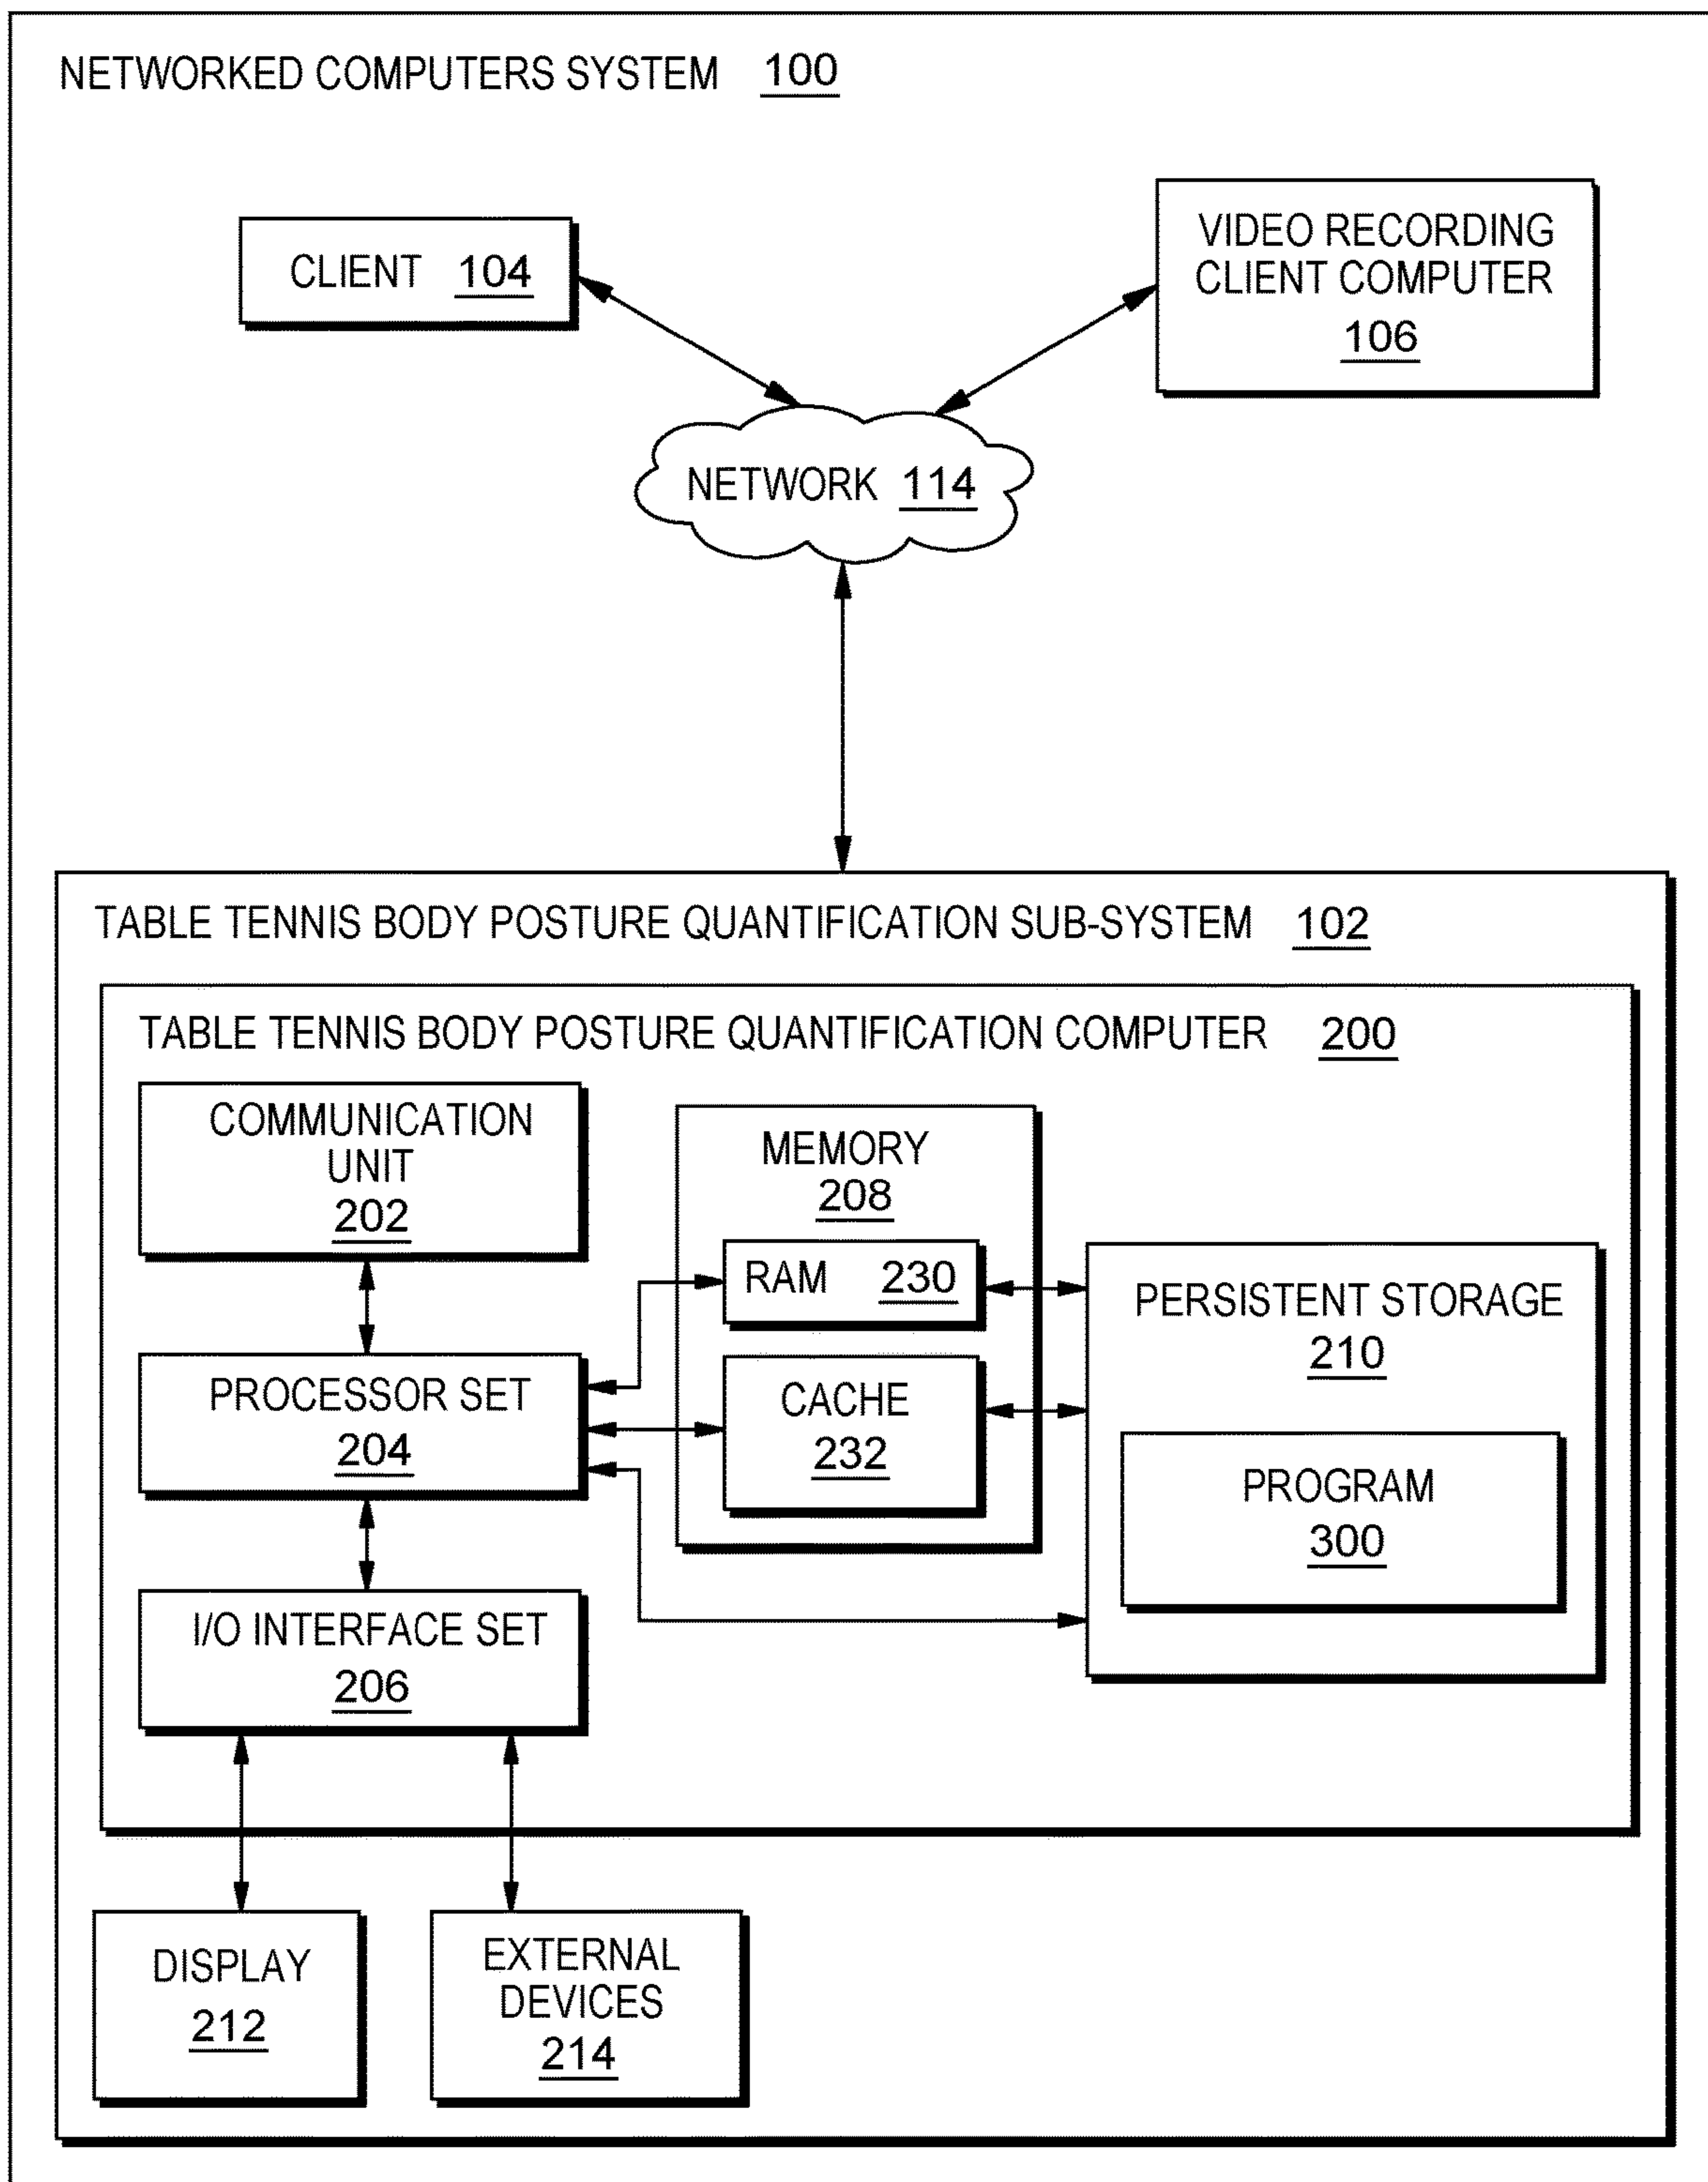 NETWORKED COMPUTERS SYSTEM 100
CLIENT 104
VIDEO RECORDING
CLIENT COMPUTER
106
NETWORK 114
TABLE TENNIS BODY POSTURE QUANTIFICATION SUB-SYSTEM 102
TABLE TENNIS BODY POSTURE QUANTIFICATION COMPUTER 200
COMMUNICATION
UNIT
202
MEMORY
208
RAM 230
PERSISTENT STORAGE
210
PROCESSOR SET
204
CACHE
232
PROGRAM
300
I/O INTERFACE SET
206
DISPLAY
212
EXTERNAL
DEVICES
214